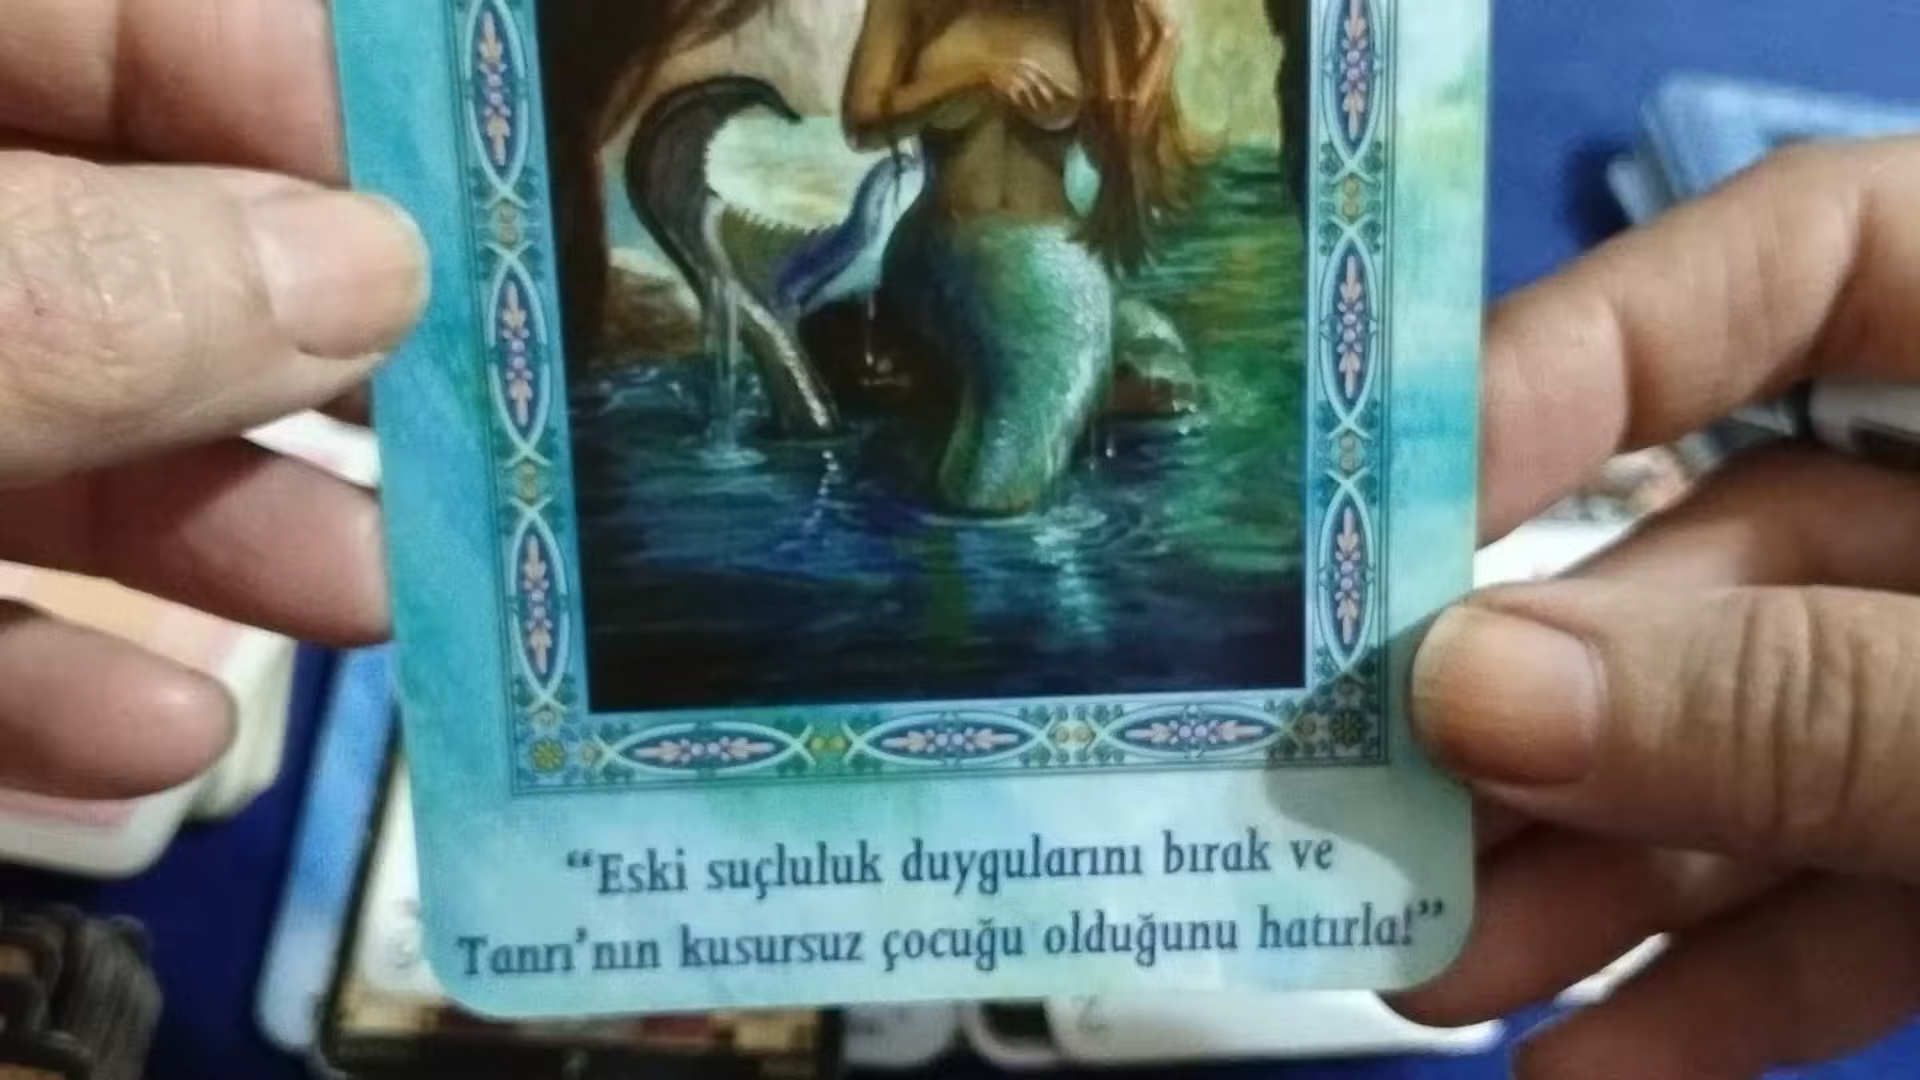 “Eski suçluluk duygularını bırak ve
Tanrı’nın kusursuz çocuğu olduğunu hatırla!”